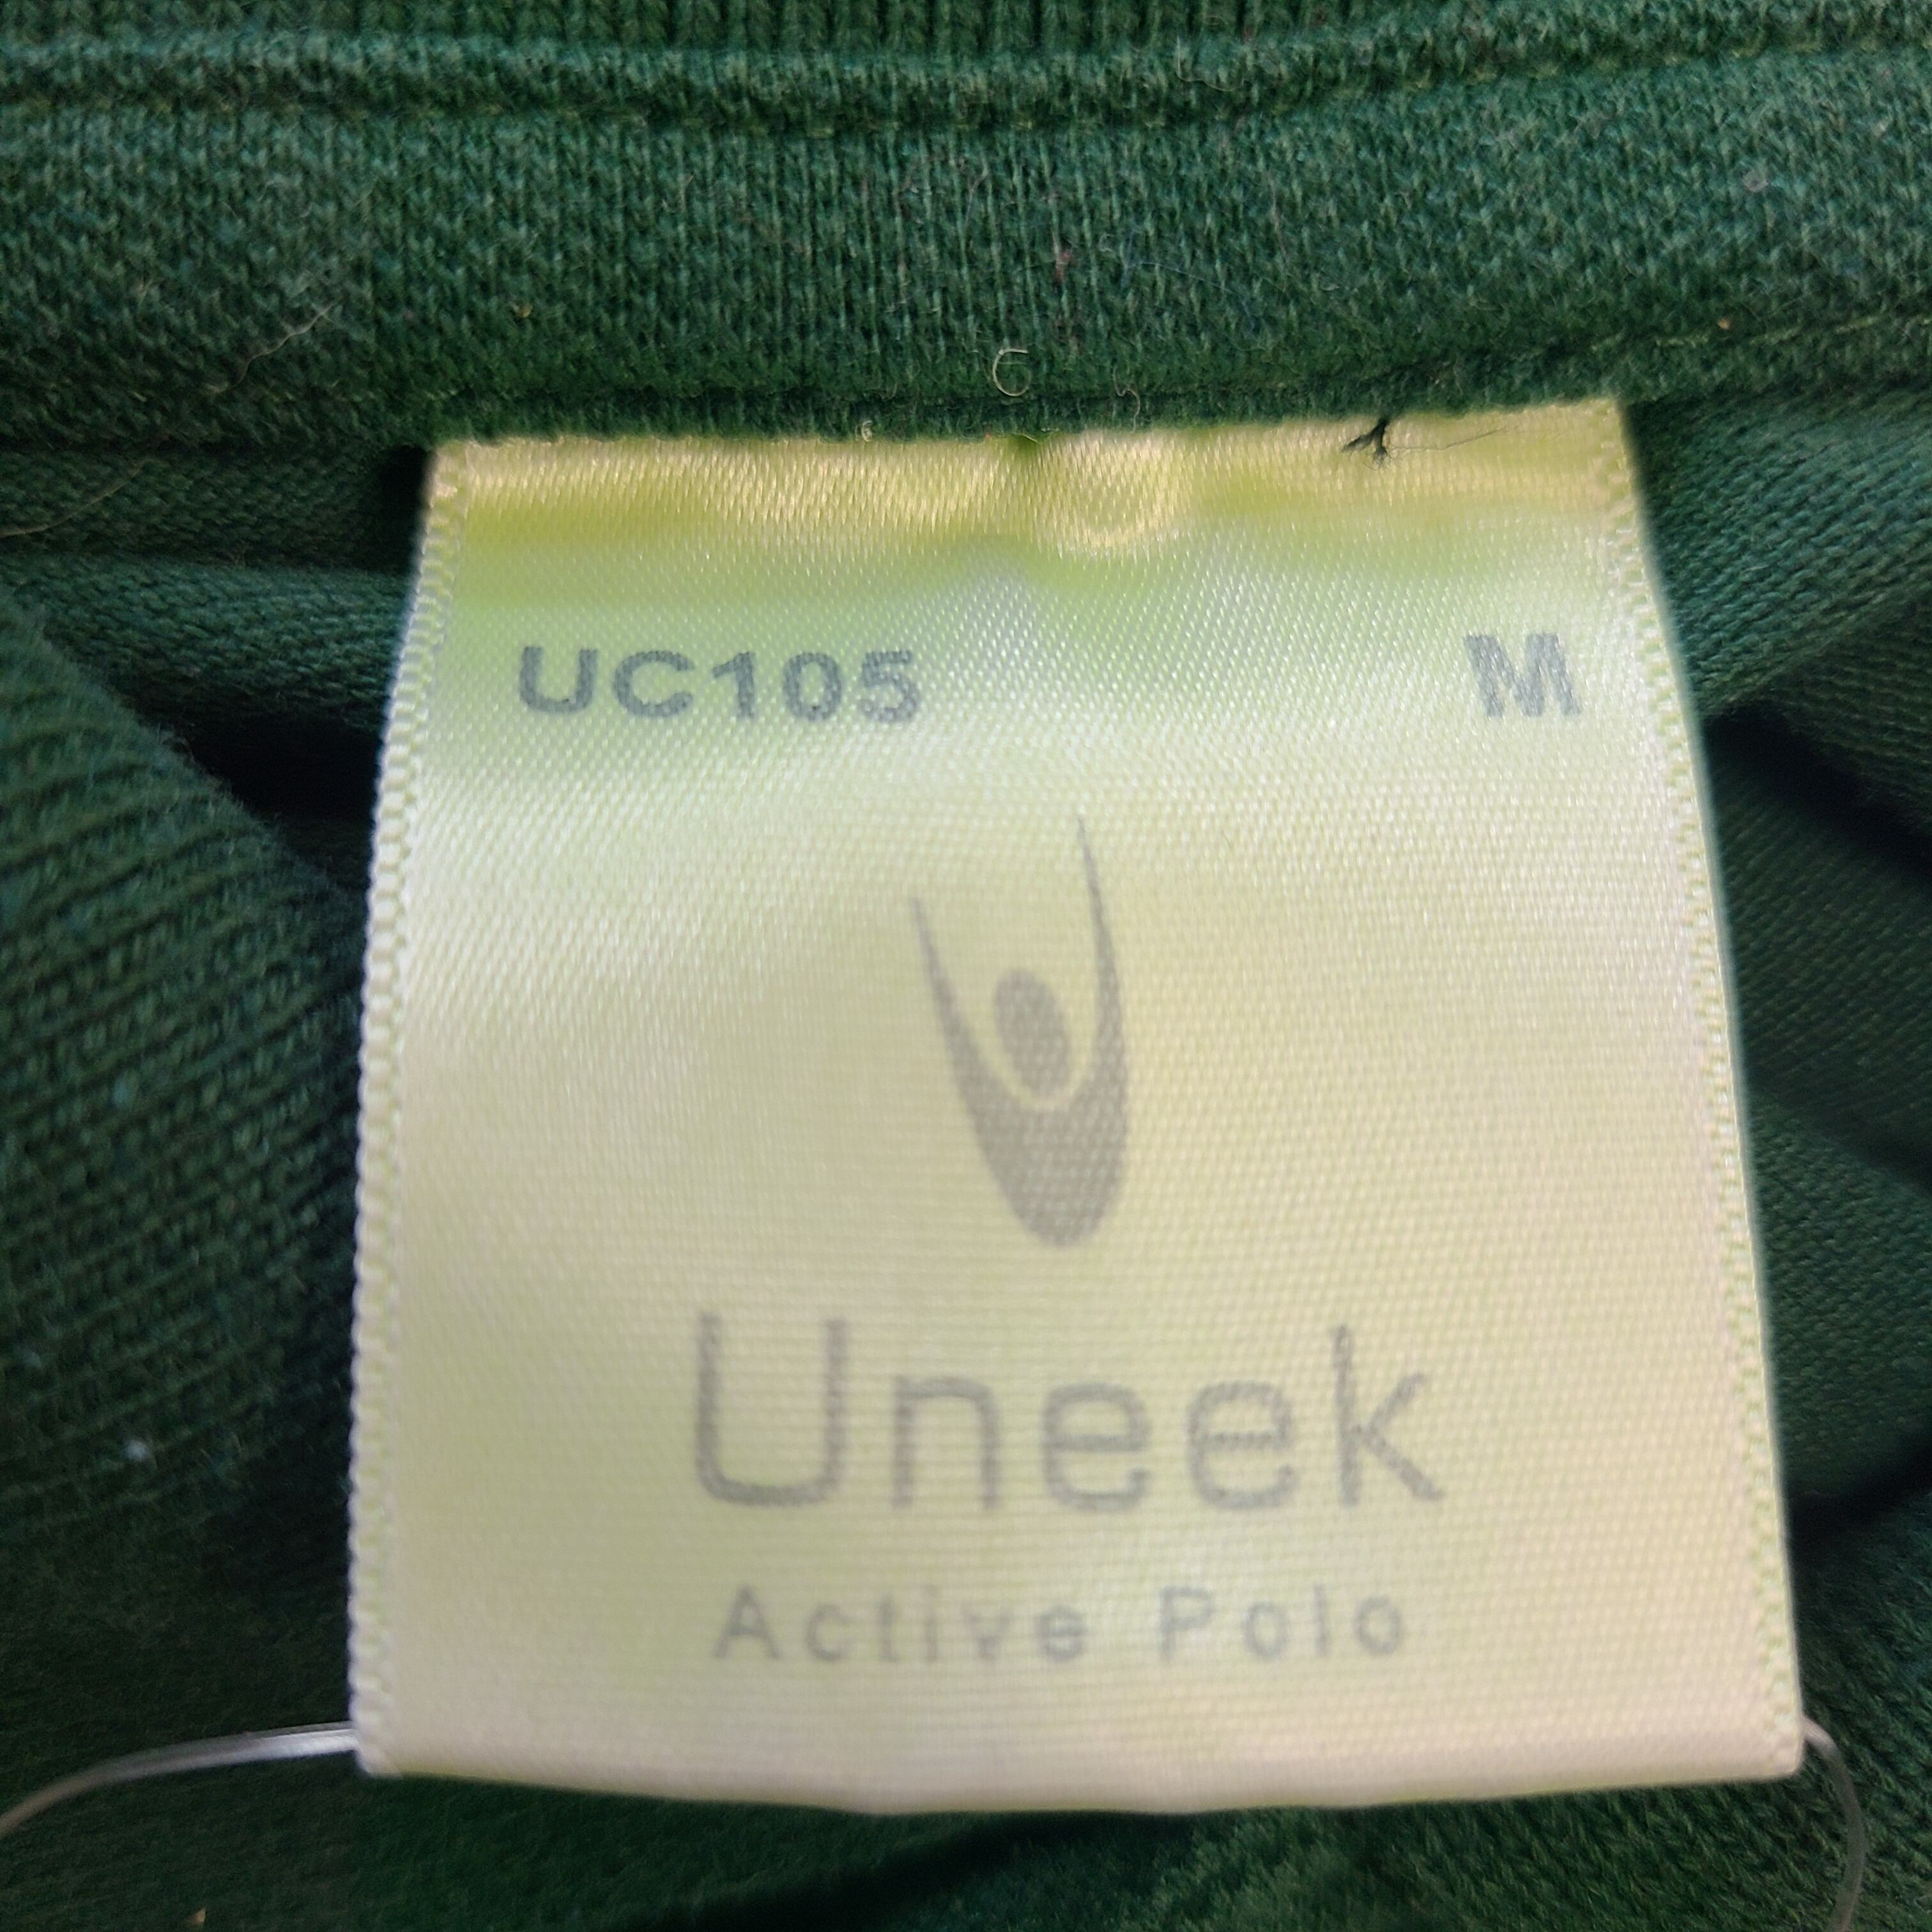 UC105 M
Uneek
Active Polo